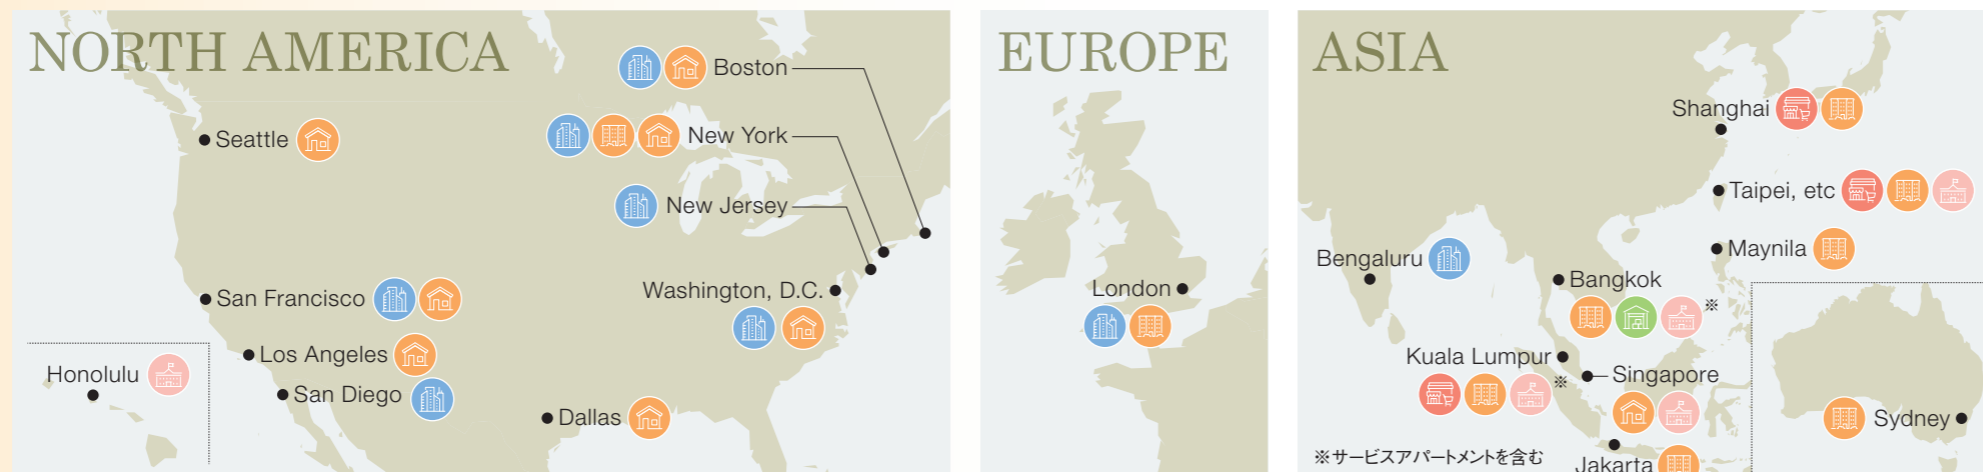 NORTH AMERICA
Boston
Seattle
New York
New Jersey
San Francisco
Washington, D.C.
Los Angeles
Honolulu
San Diego
Dallas
EUROPE
London
ASIA
Shanghai
Taipei, etc
Maynila
Bengaluru
Bangkok
※
Kuala Lumpur
※
Singapore
Sydney
※サービスアパートメントを含む
Jakarta